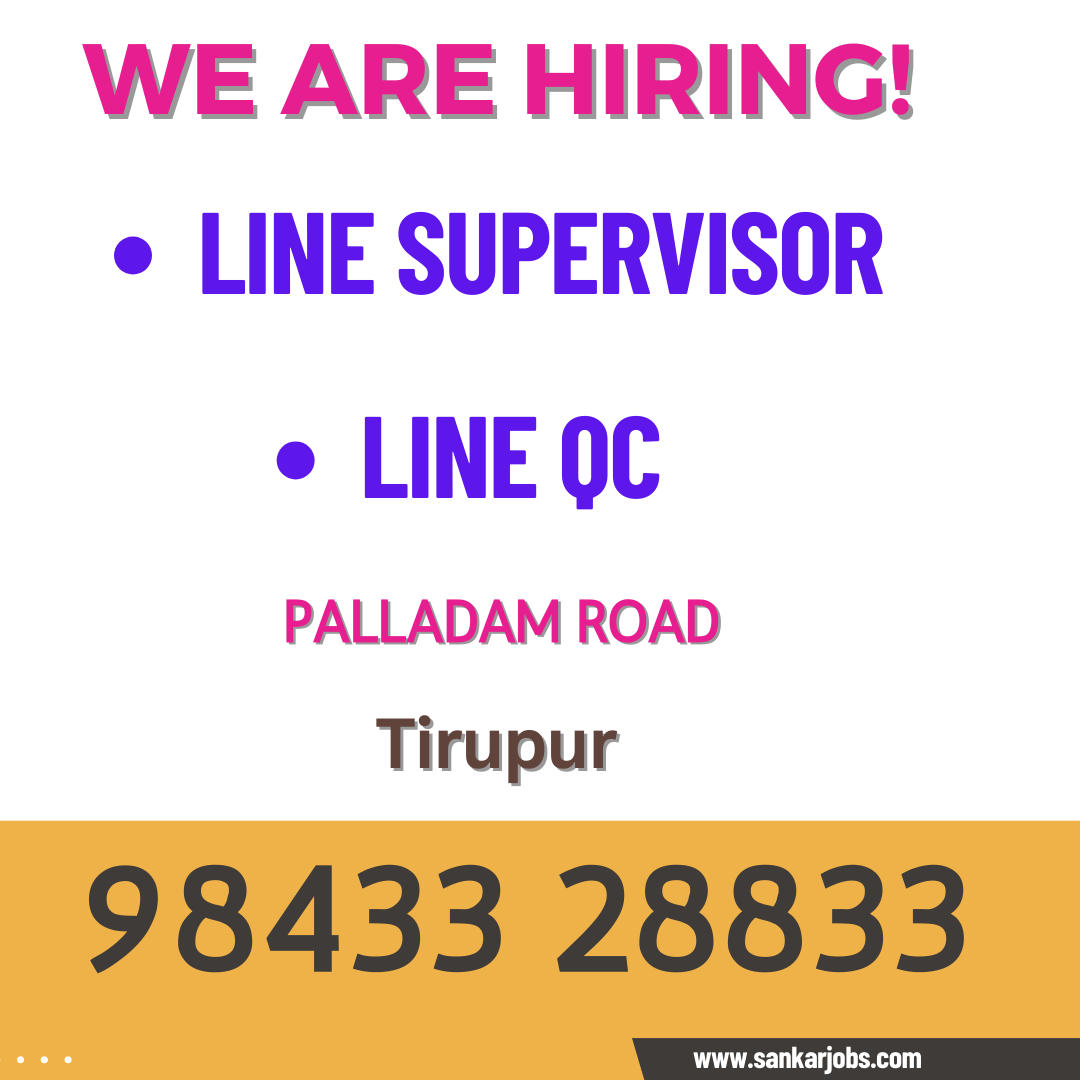 WE ARE HIRING!
• LINE SUPERVISOR
• LINE QC
PALLADAM ROAD
Tirupur
98433 28833
www.sankarjobs.com